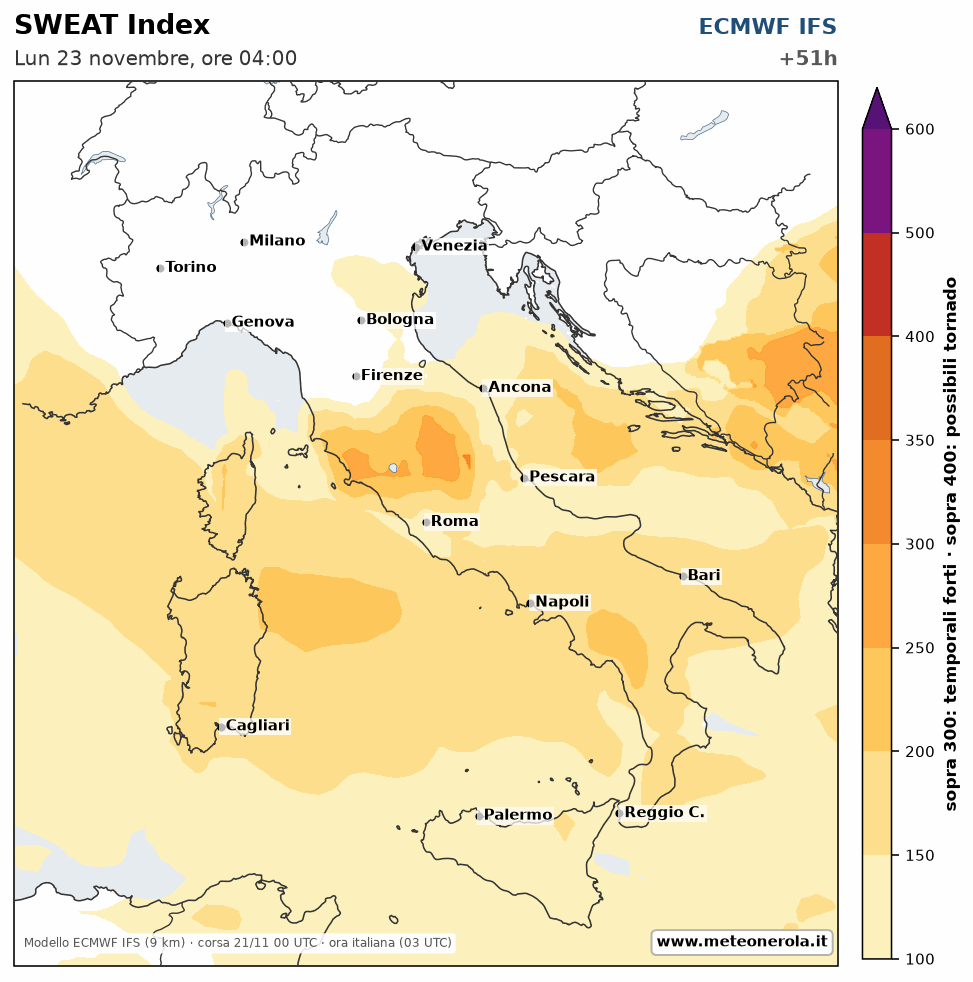 SWEAT Index
ECMWF IFS
Lun 23 novembre, ore 04:00
+51h
Milano
Venezia
Torino
Genova
Bologna
Firenze
Ancona
Pescara
Roma
Bari
Napoli
Cagliari
Palermo
Reggio C.
600
500
400
350
300
250
200
150
100
sopra 300: temporali forti · sopra 400: possibili tornado
Modello ECMWF IFS (9 km) · corsa 21/11 00 UTC · ora italiana (03 UTC)
www.meteonerola.it